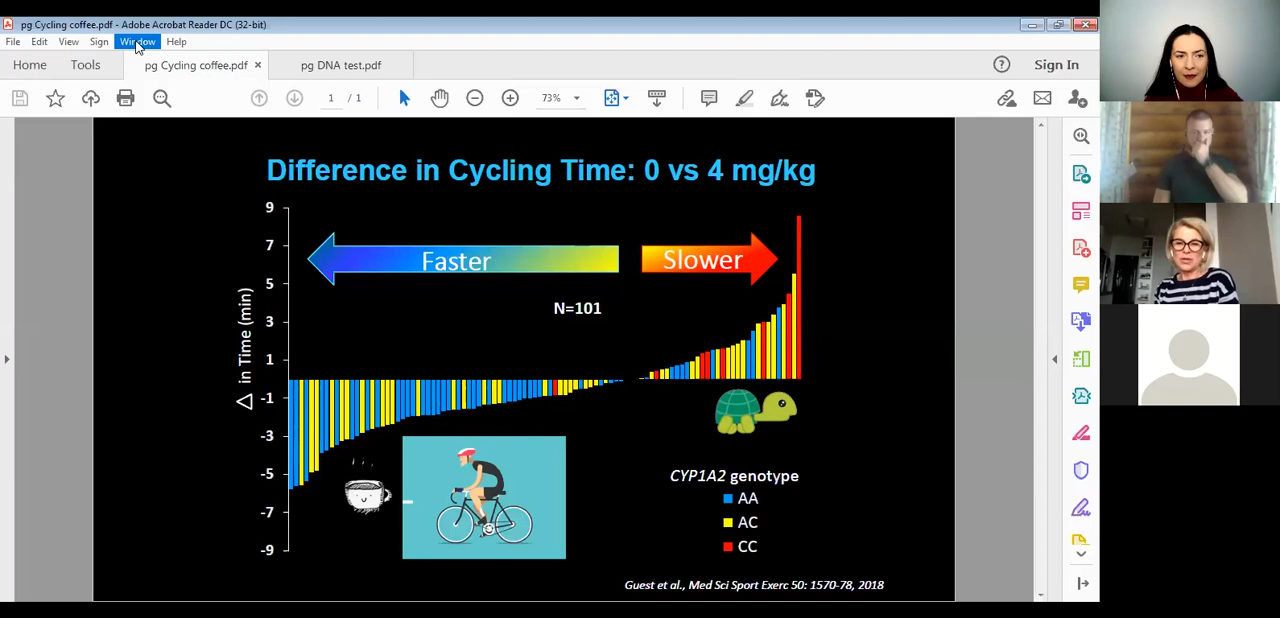 pg Cycling coffee.pdf - Adobe Acrobat Reader DC (32-bit)
File Edit View Sign Window Help
Home Tools pg Cycling coffee.pdf × pg DNA test.pdf Sign In
1 / 1 73%
Difference in Cycling Time: 0 vs 4 mg/kg
9
7
5
3
1
-1
-3
-5
-7
-9
Δ in Time (min)
Faster
Slower
N=101
CYP1A2 genotype
AA
AC
CC
Guest et al., Med Sci Sport Exerc 50: 1570-78, 2018